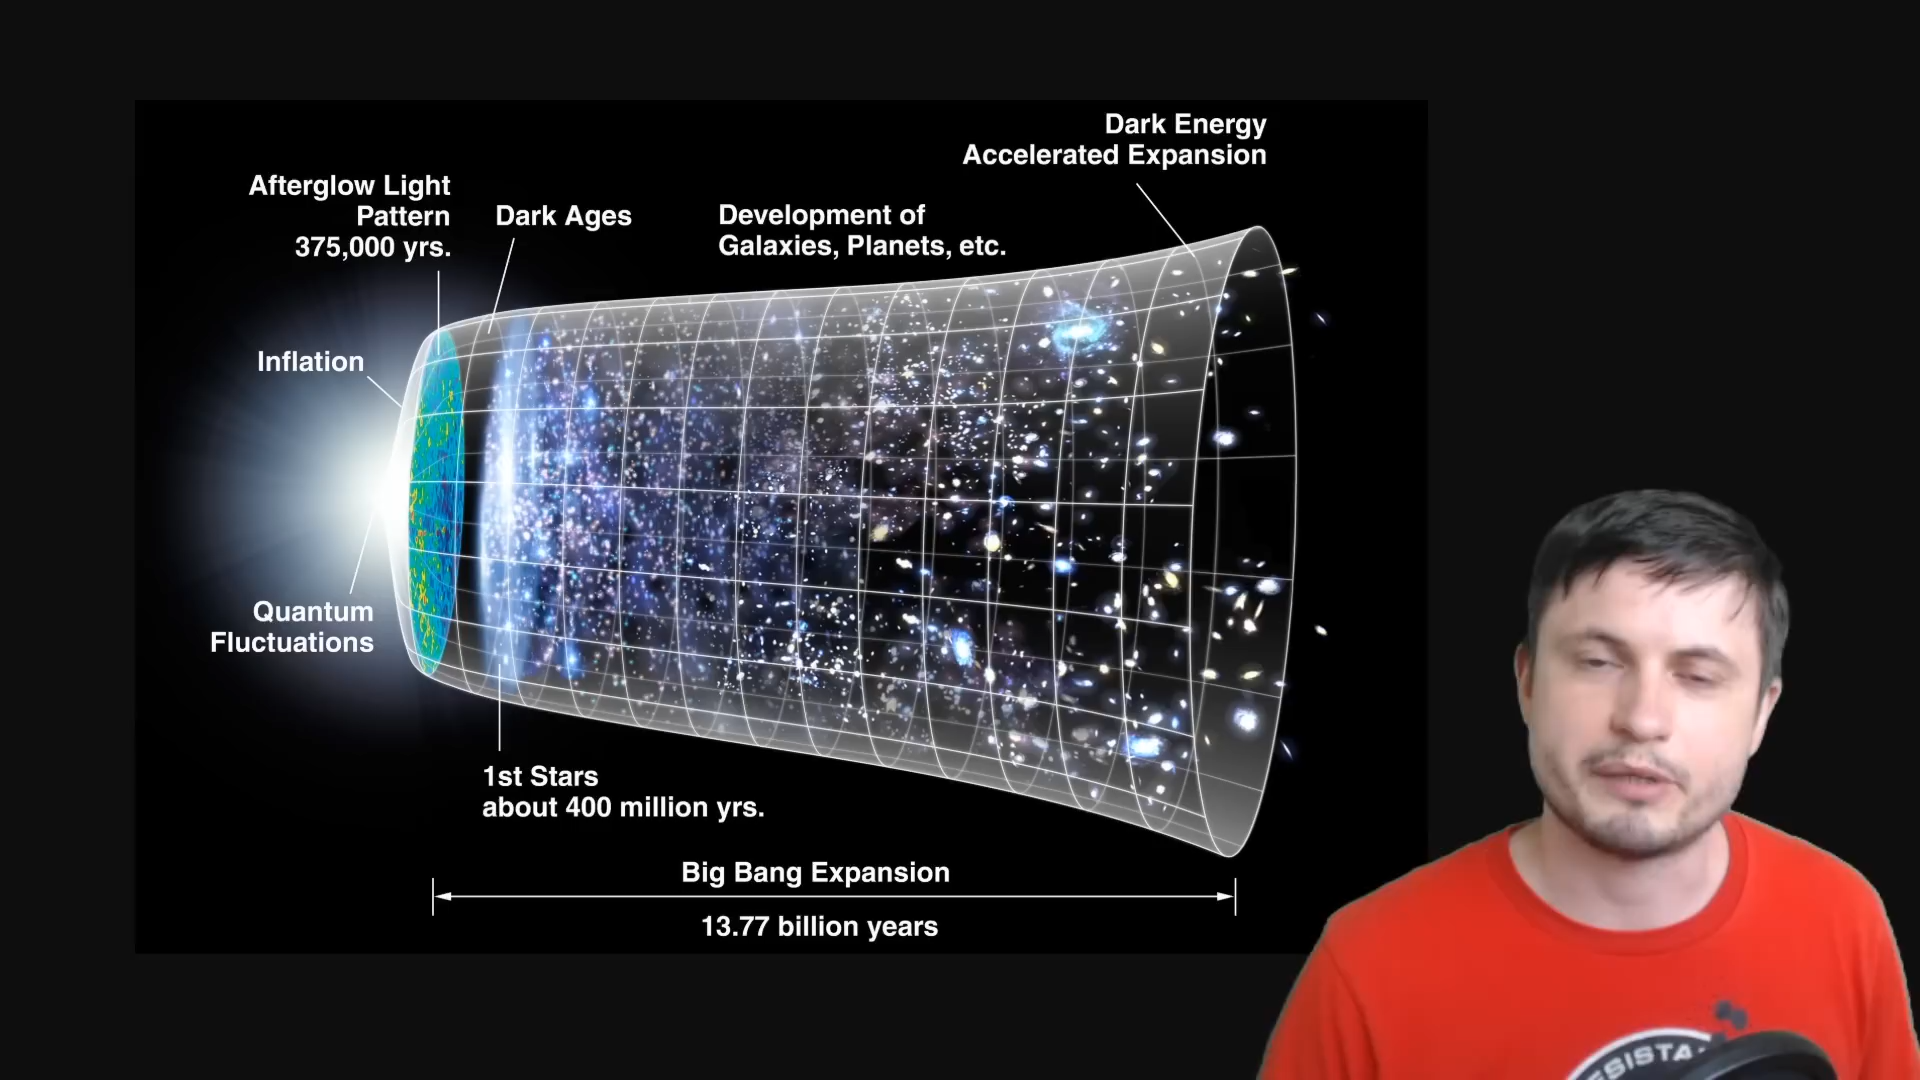 Dark Energy
Accelerated Expansion
Afterglow Light
Pattern
375,000 yrs.
Dark Ages
Development of
Galaxies, Planets, etc.
Inflation
Quantum
Fluctuations
1st Stars
about 400 million yrs.
Big Bang Expansion
13.77 billion years